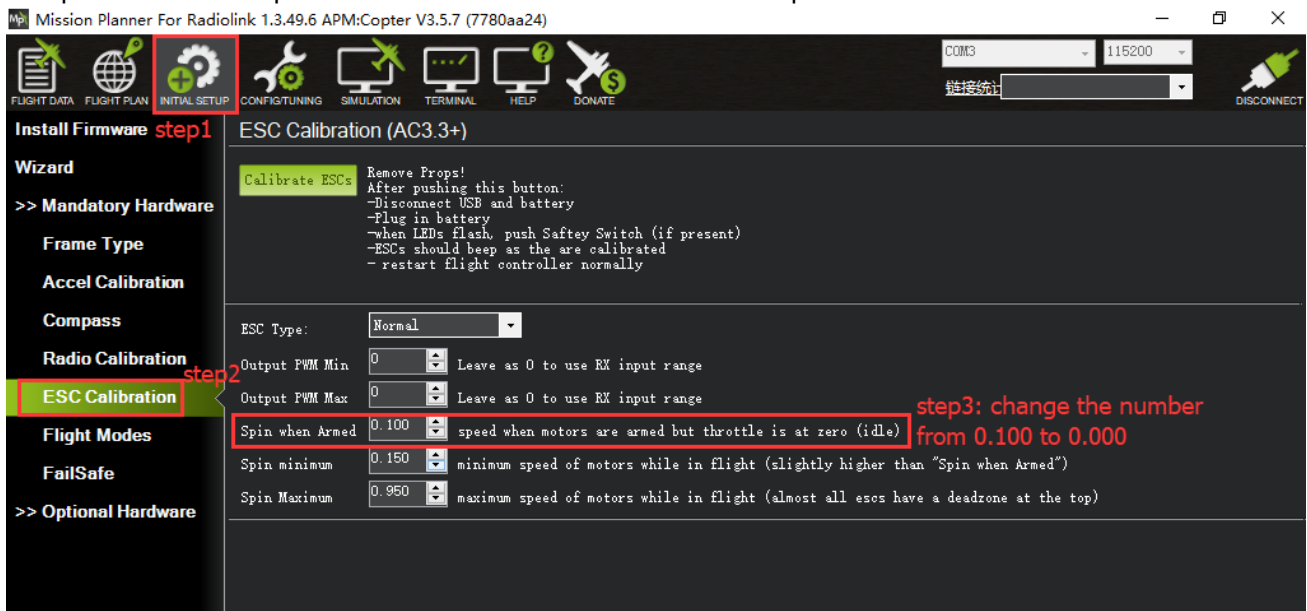 Mission Planner For Radiolink 1.3.49.6 APM:Copter V3.5.7 (7780aa24)
FLIGHT DATA FLIGHT PLAN INITIAL SETUP CONFIG/TUNING SIMULATION TERMINAL HELP DONATE
COM3 115200
链接统计
DISCONNECT
Install Firmware step1
ESC Calibration (AC3.3+)
Wizard
>> Mandatory Hardware
Frame Type
Accel Calibration
Compass
Radio Calibration
step2
ESC Calibration
Flight Modes
FailSafe
>> Optional Hardware
Calibrate ESCs
Remove Props!
After pushing this button:
-Disconnect USB and battery
-Plug in battery
-when LEDs flash, push Saftey Switch (if present)
-ESCs should beep as the are calibrated
- restart flight controller normally
ESC Type: Normal
Output PWM Min 0 Leave as 0 to use RX input range
Output PWM Max 0 Leave as 0 to use RX input range
Spin when Armed 0.100 speed when motors are armed but throttle is at zero (idle)
step3: change the number
from 0.100 to 0.000
Spin minimum 0.150 minimum speed of motors while in flight (slightly higher than "Spin when Armed")
Spin Maximum 0.950 maximum speed of motors while in flight (almost all escs have a deadzone at the top)